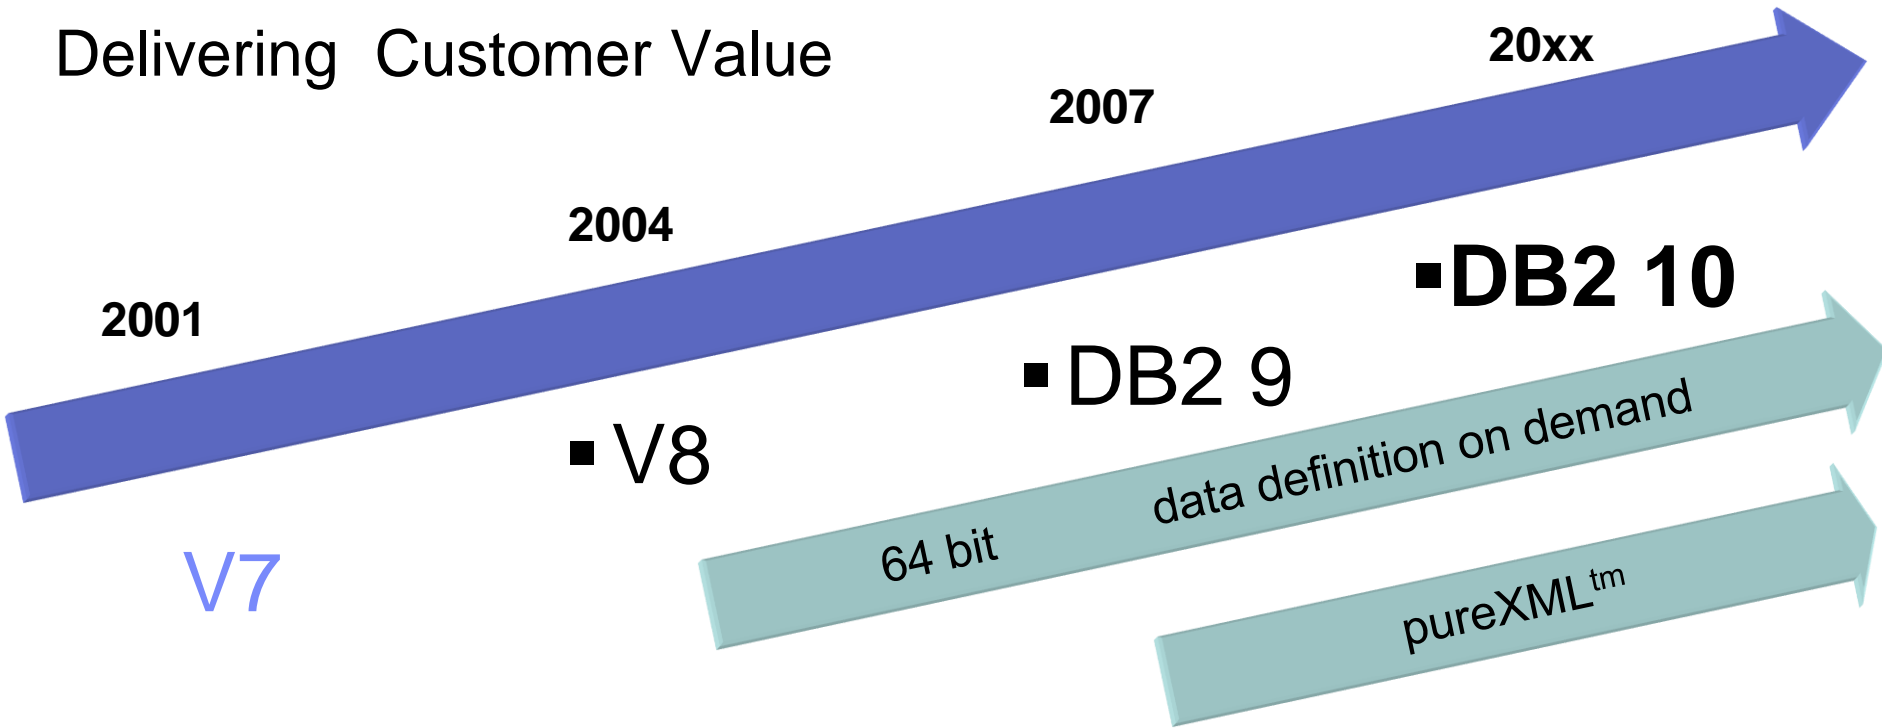 Delivering  Customer Value
20xx
2007
2004
2001
▪DB2 10
▪ DB2 9
▪ V8
V7
64 bit data definition on demand
pureXMLtm